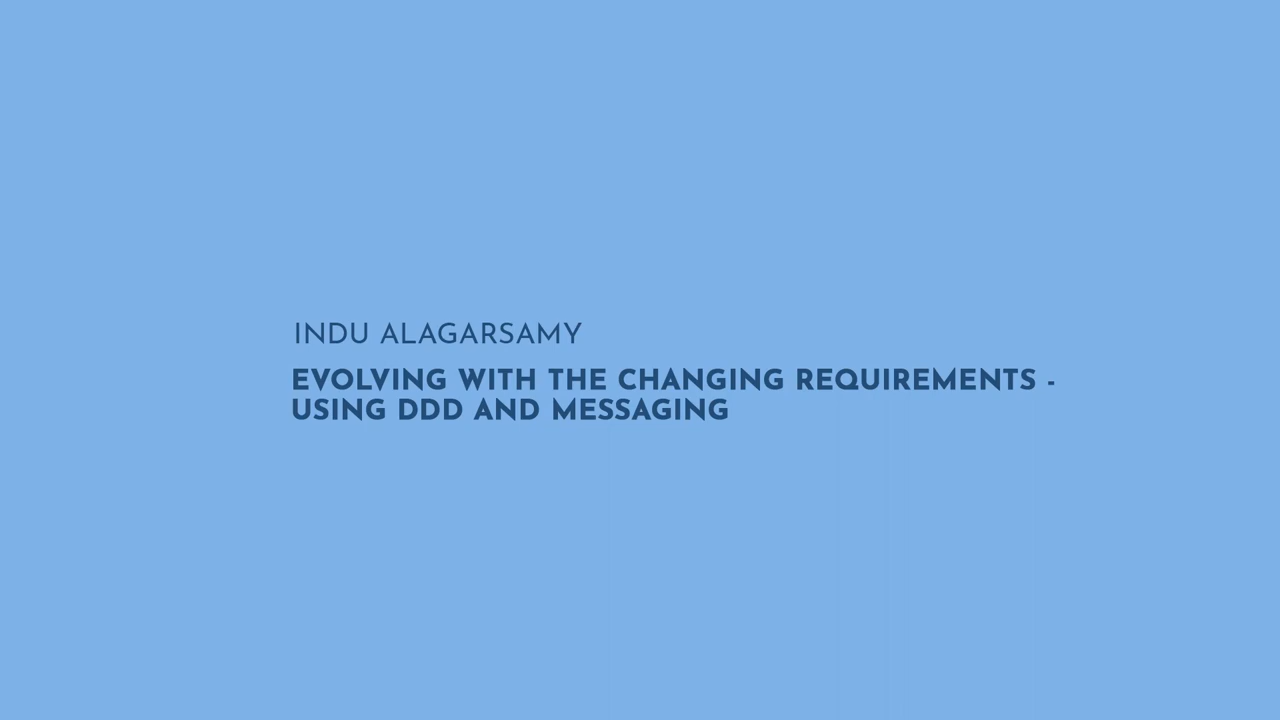 INDU ALAGARSAMY
EVOLVING WITH THE CHANGING REQUIREMENTS -
USING DDD AND MESSAGING